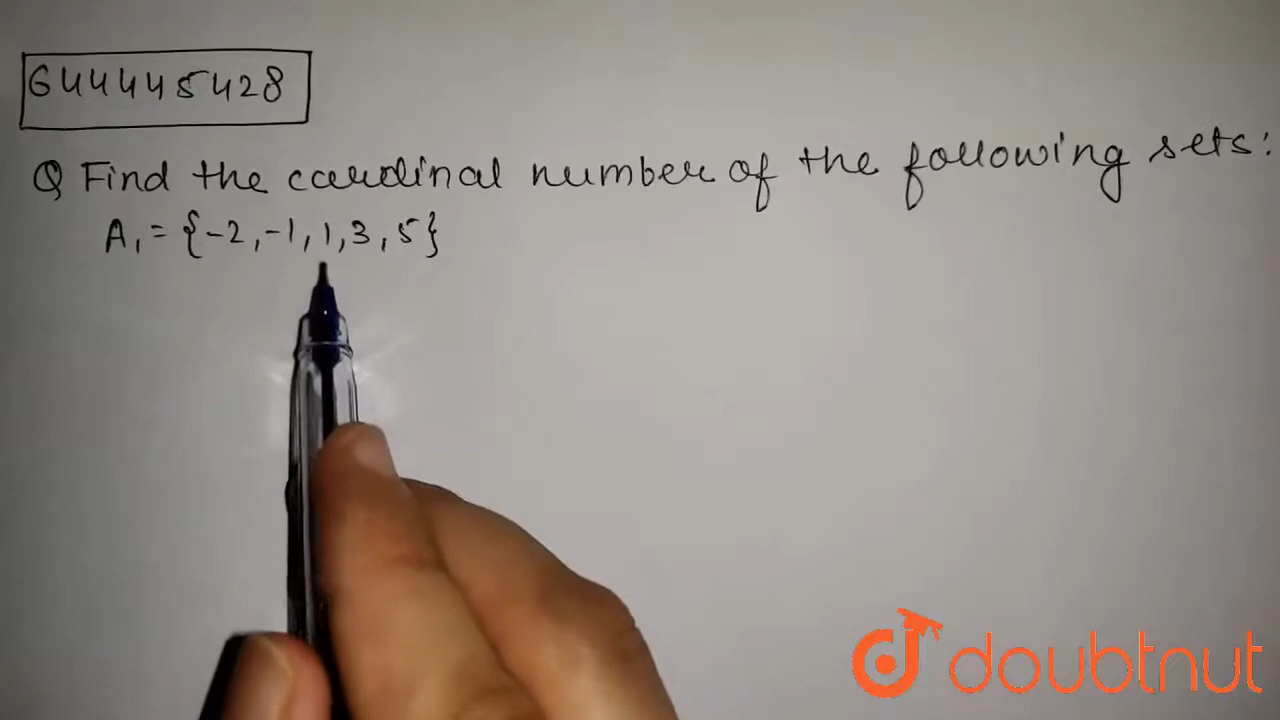 644445428
Q Find the cardinal number of the following sets:
A₁ = {-2, -1, 1, 3, 5}
doubtnut